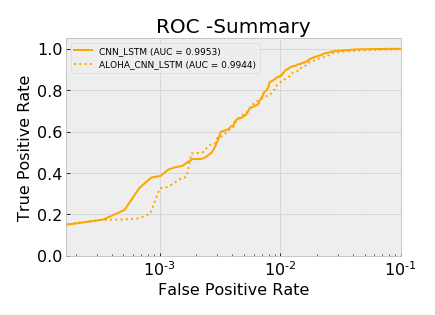 ROC -Summary
1.0
0.8
0.6
0.4
0.2
0.0
True Positive Rate
CNN_LSTM (AUC = 0.9953)
ALOHA_CNN_LSTM (AUC = 0.9944)
10⁻³ 10⁻² 10⁻¹
False Positive Rate